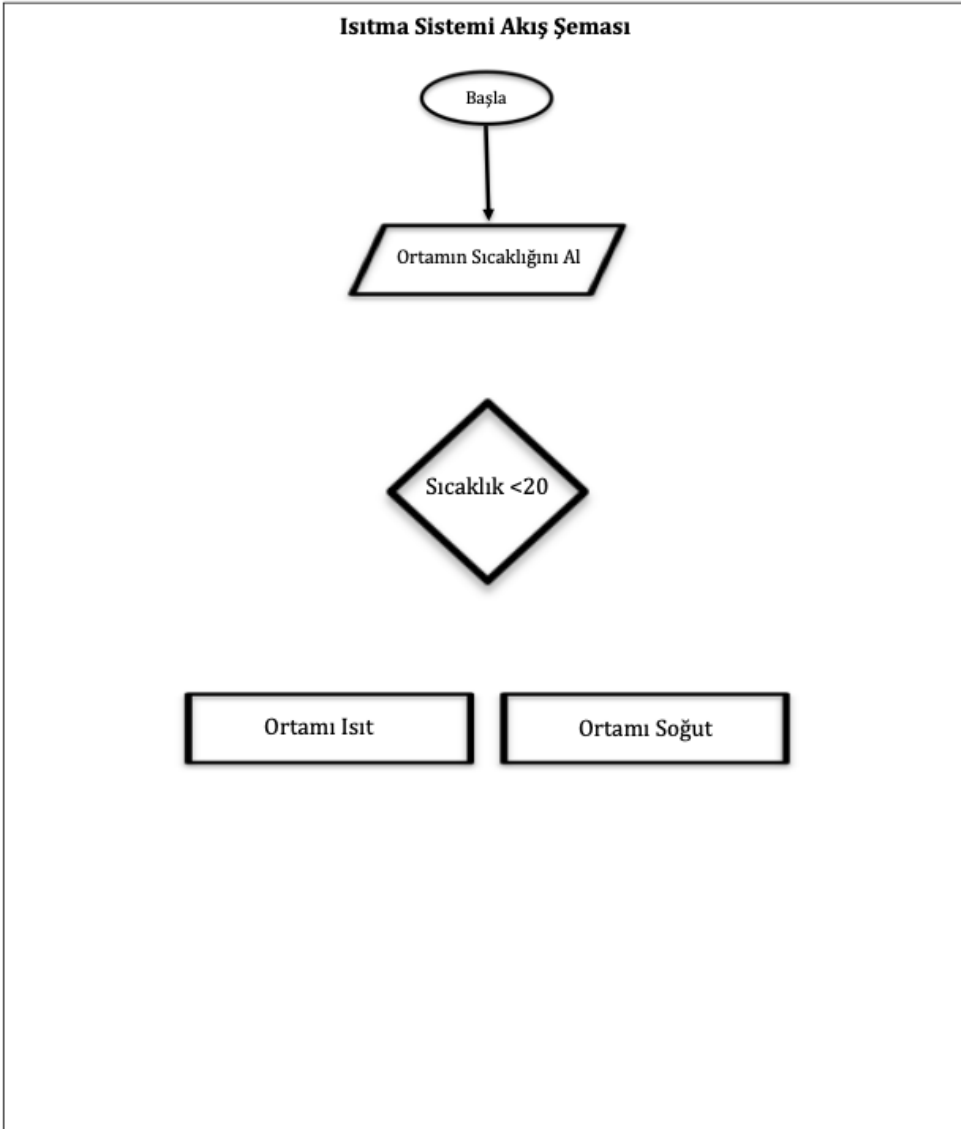 Isıtma Sistemi Akış Şeması
Başla
Ortamın Sıcaklığını Al
Sıcaklık <20
Ortamı Isıt
Ortamı Soğut